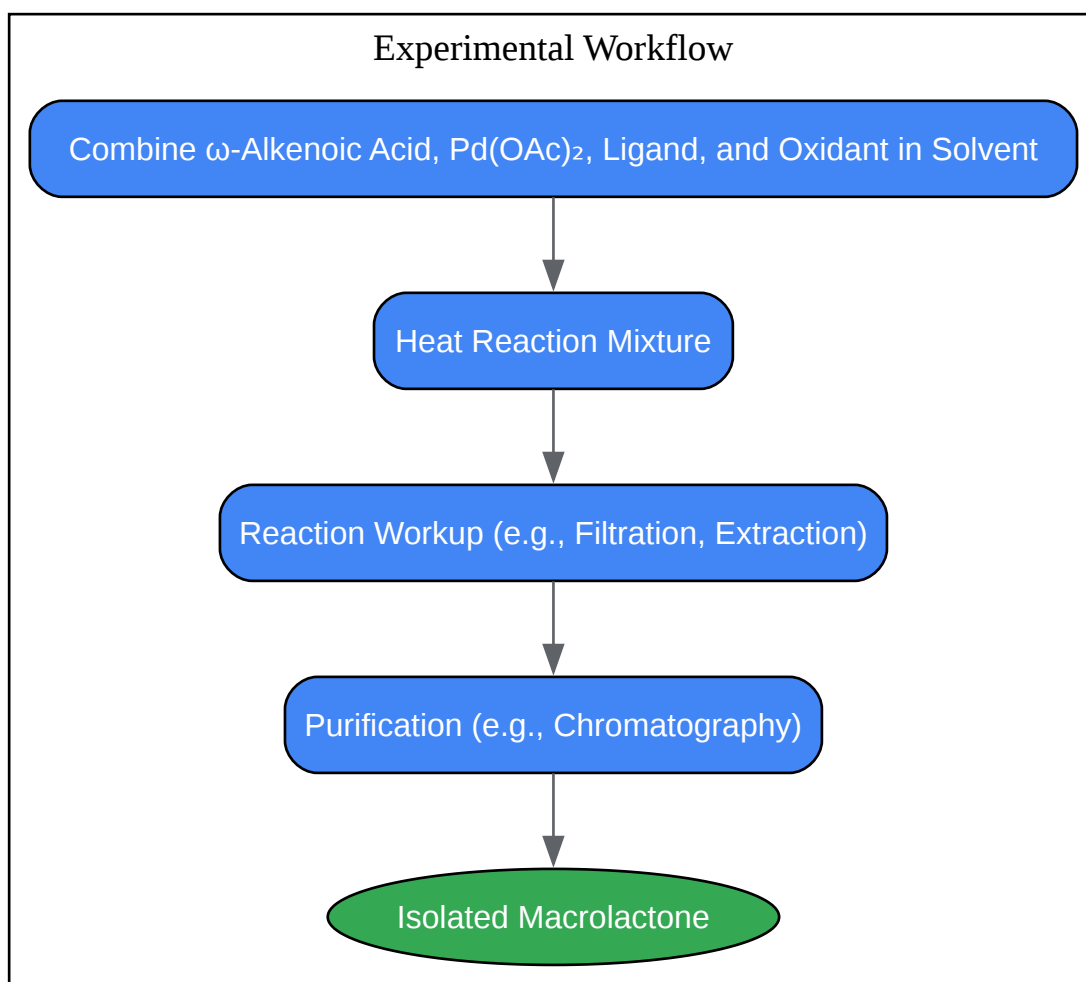 Experimental Workflow
Combine ω-Alkenoic Acid, Pd(OAc)₂, Ligand, and Oxidant in Solvent
Heat Reaction Mixture
Reaction Workup (e.g., Filtration, Extraction)
Purification (e.g., Chromatography)
Isolated Macrolactone